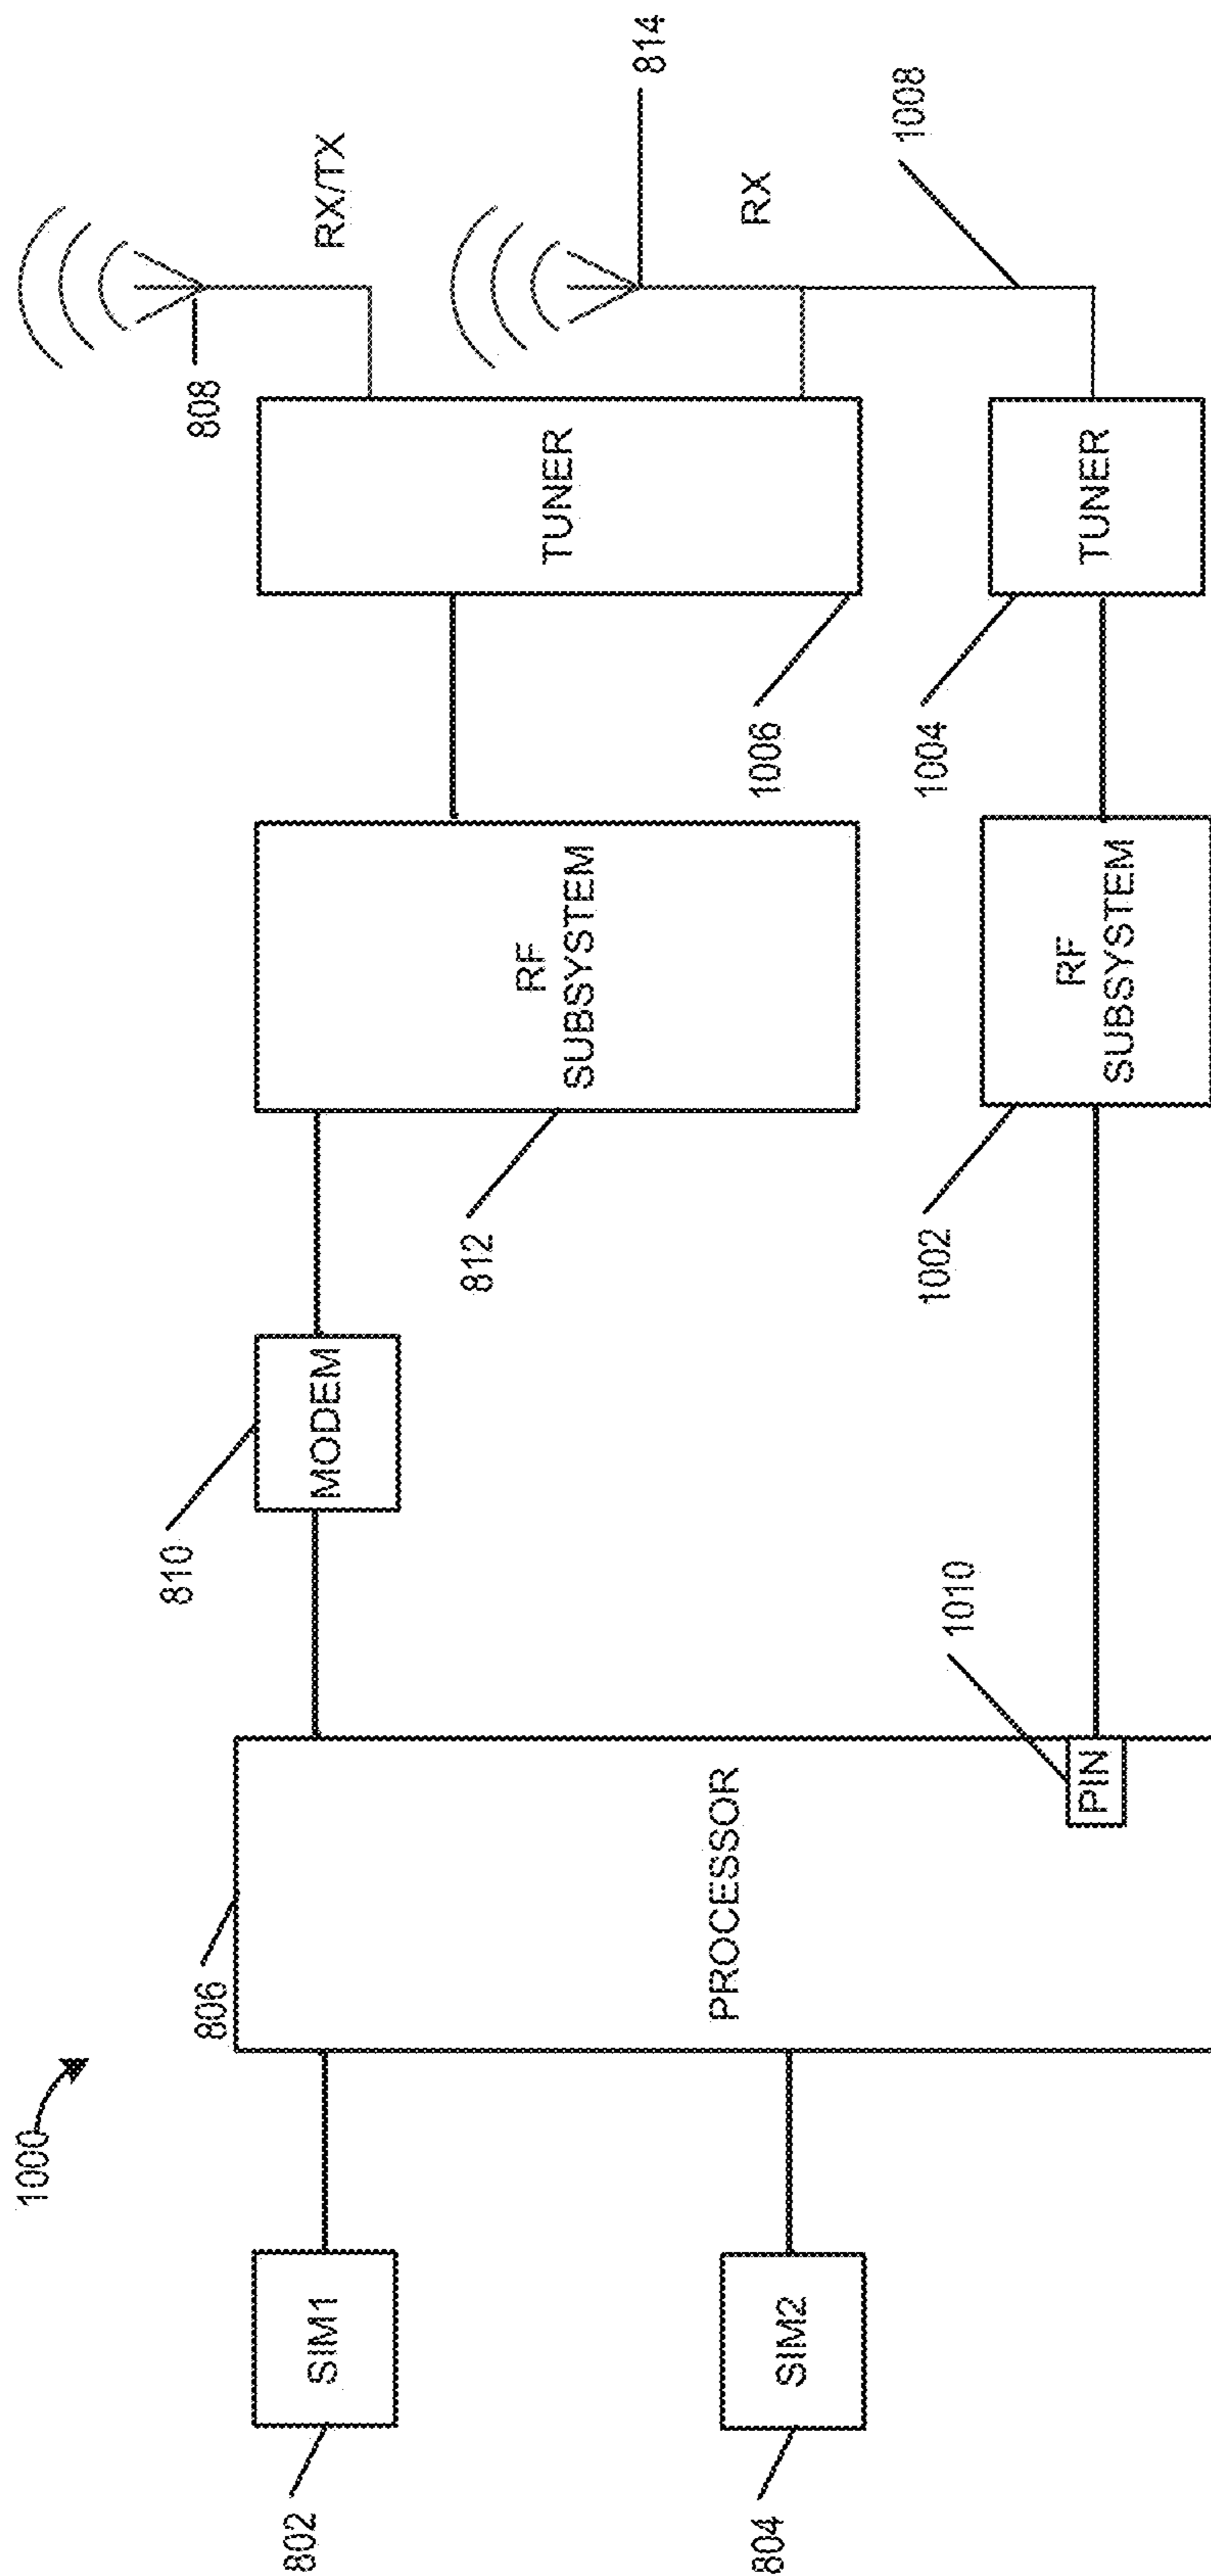 1000
802
SIM1
804
SIM2
806
PROCESSOR
PIN
1010
810
MODEM
812
RF
SUBSYSTEM
1002
RF
SUBSYSTEM
1006
TUNER
1004
TUNER
808
RX/TX
814
RX
1008